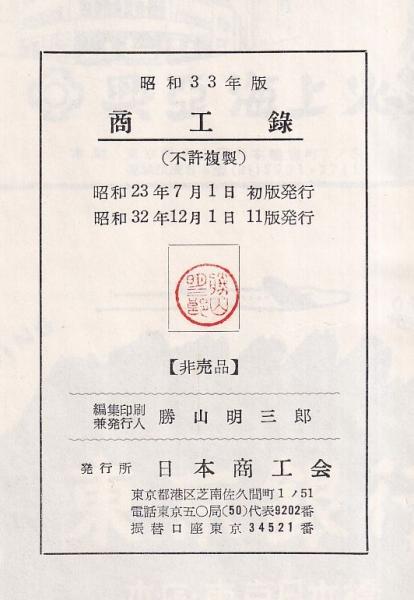 昭和33年版
商工錄
(不許複製)
昭和23年7月1日 初版発行
昭和32年12月1日 11版発行
【非売品】
編集印刷
兼発行人 勝山明三郎
発行所 日本商工会
東京都港区芝南佐久間町1ノ51
電話東京五〇局(50)代表9202番
振替口座東京34521番